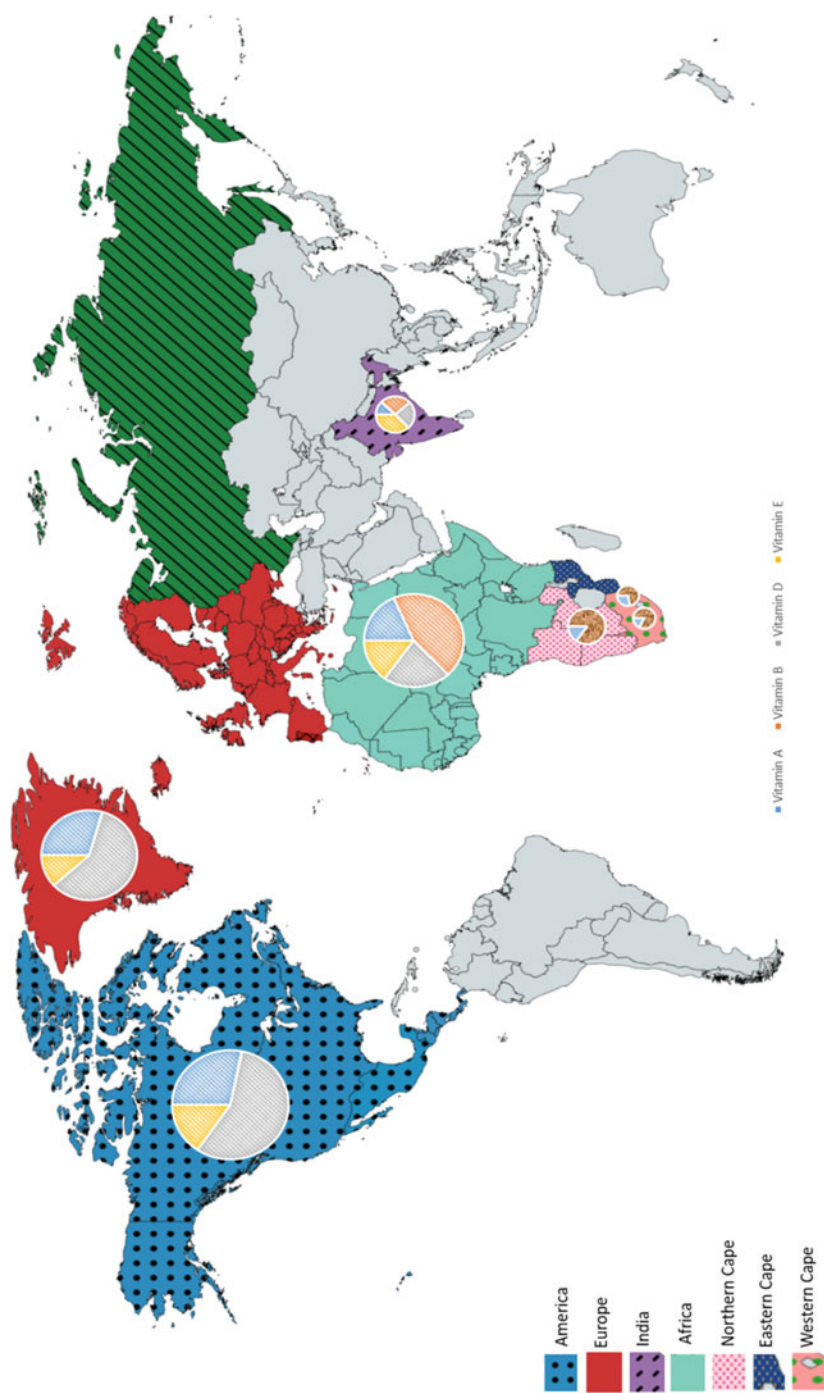 America
Europe
India
Africa
Northern Cape
Eastern Cape
Western Cape
Vitamin A
Vitamin B
Vitamin D
Vitamin E